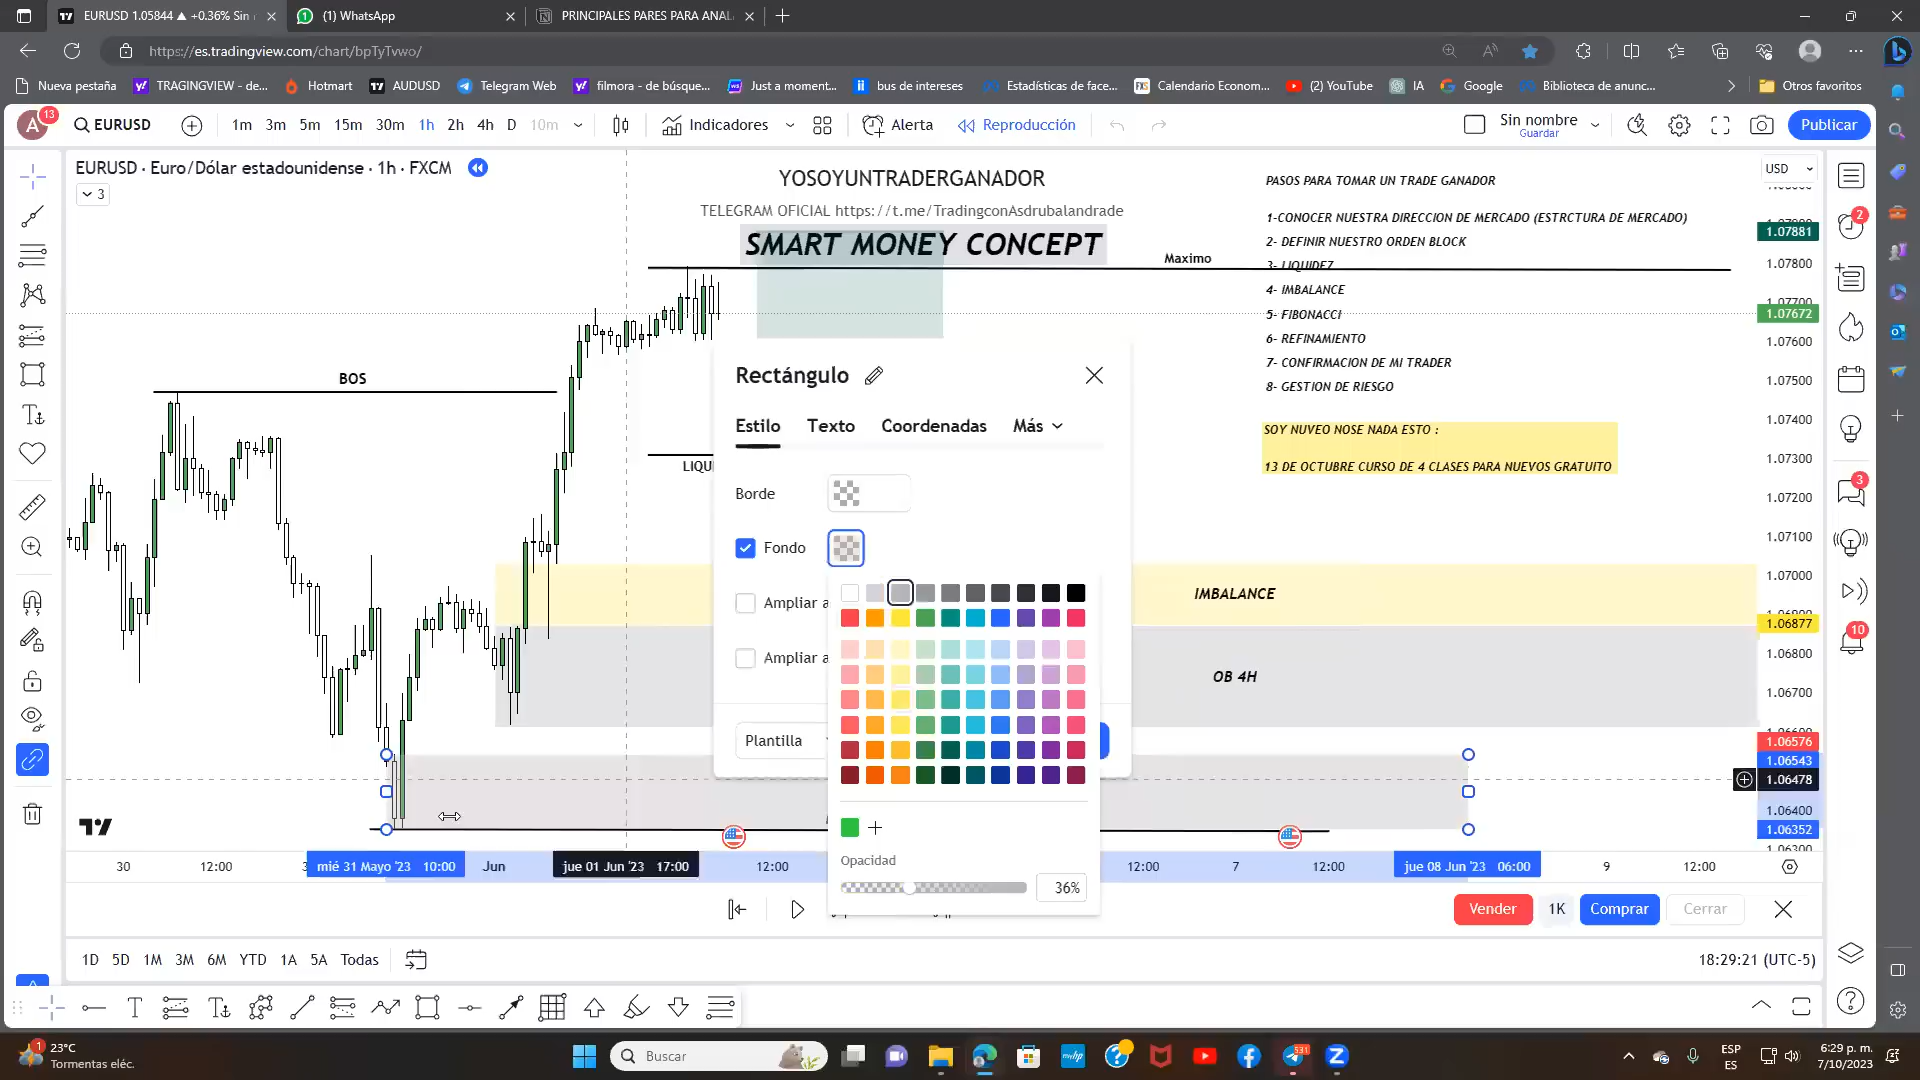 EURUSD 1.05844 ▲ +0.36% Sin
(1) WhatsApp
PRINCIPALES PARES PARA ANAL
https://es.tradingview.com/chart/bpTyTvwo/
Nueva pestaña
TRAGINGVIEW - de...
Hotmart
AUDUSD
Telegram Web
filmora - de búsque...
Just a moment...
bus de intereses
Estadísticas de face...
Calendario Econom...
(2) YouTube
IA
Google
Biblioteca de anunc...
Otros favoritos
A 13
EURUSD
1m 3m 5m 15m 30m 1h 2h 4h D 10m
Indicadores
Alerta
Reproducción
Sin nombre
Guardar
Publicar
EURUSD · Euro/Dólar estadounidense · 1h · FXCM
3
YOSOYUNTRADERGANADOR
TELEGRAM OFICIAL https://t.me/TradingconAsdrubalandrade
SMART MONEY CONCEPT
Maximo
PASOS PARA TOMAR UN TRADE GANADOR
1-CONOCER NUESTRA DIRECCION DE MERCADO (ESTRCTURA DE MERCADO)
2- DEFINIR NUESTRO ORDEN BLOCK
3- LIQUIDEZ
4- IMBALANCE
5- FIBONACCI
6- REFINAMIENTO
7- CONFIRMACION DE MI TRADER
8- GESTION DE RIESGO
SOY NUVEO NOSE NADA ESTO :
13 DE OCTUBRE CURSO DE 4 CLASES PARA NUEVOS GRATUITO
BOS
LIQU
IMBALANCE
OB 4H
Rectángulo
Estilo
Texto
Coordenadas
Más
Borde
Fondo
Ampliar a
Ampliar a
Plantilla
Opacidad
36%
USD
1.07881
1.07800
1.07672
1.07600
1.07500
1.07400
1.07300
1.07200
1.07100
1.07000
1.06877
1.06800
1.06700
1.06576
1.06543
1.06478
1.06400
1.06352
30
12:00
mié 31 Mayo '23 10:00
Jun
jue 01 Jun '23 17:00
12:00
12:00
7
12:00
jue 08 Jun '23 06:00
9
12:00
Vender
1K
Comprar
Cerrar
1D 5D 1M 3M 6M YTD 1A 5A Todas
18:29:21 (UTC-5)
2
3
10
23°C
Tormentas eléc.
1
Buscar
531
ESP
ES
6:29 p. m.
7/10/2023